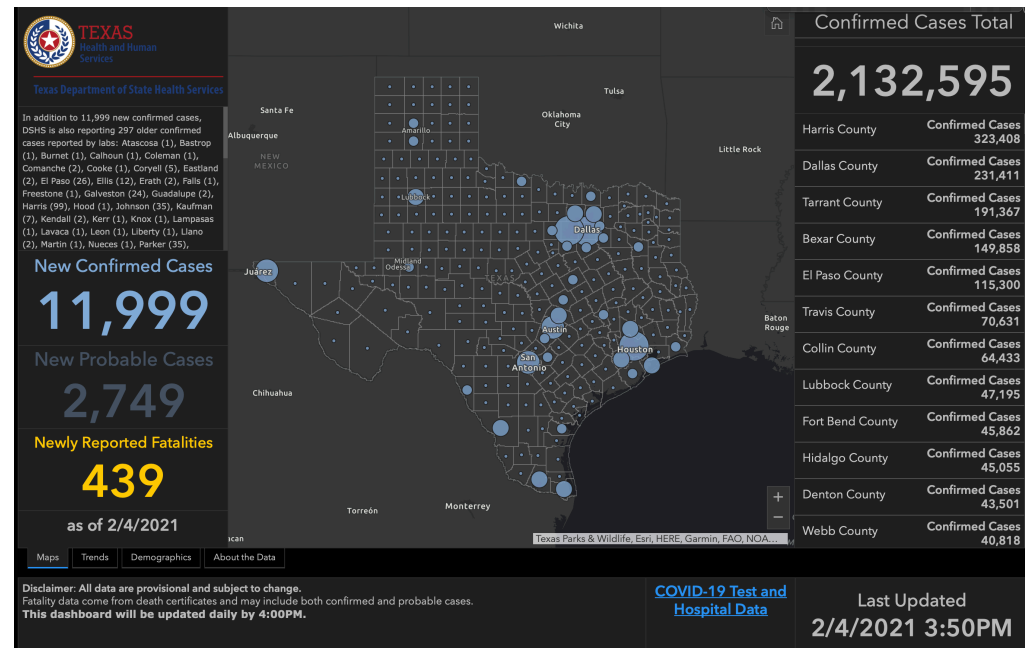 TEXAS
Health and Human
Services
Texas Department of State Health Services
In addition to 11,999 new confirmed cases,
DSHS is also reporting 297 older confirmed
cases reported by labs: Atascosa (1), Bastrop
(1), Burnet (1), Calhoun (1), Coleman (1),
Comanche (2), Cooke (1), Coryell (5), Eastland
(2), El Paso (26), Ellis (12), Erath (2), Falls (1),
Freestone (1), Galveston (24), Guadalupe (2),
Harris (99), Hood (1), Johnson (35), Kaufman
(7), Kendall (2), Kerr (1), Knox (1), Lampasas
(1), Lavaca (1), Leon (1), Liberty (1), Llano
(2), Martin (1), Nueces (1), Parker (35),
New Confirmed Cases
11,999
New Probable Cases
2,749
Newly Reported Fatalities
439
as of 2/4/2021
Wichita
Tulsa
Santa Fe
Oklahoma
City
Amarillo
Albuquerque
Little Rock
NEW
MEXICO
Lubbock
Dallas
Midland
Odessa
Juárez
TEXAS
Baton
Rouge
Austin
Houston
San
Antonio
Chihuahua
Torreón
Monterrey
acan
Texas Parks & Wildlife, Esri, HERE, Garmin, FAO, NOA...
+
−
Confirmed Cases Total
2,132,595
Harris County Confirmed Cases
323,408
Dallas County Confirmed Cases
231,411
Tarrant County Confirmed Cases
191,367
Bexar County Confirmed Cases
149,858
El Paso County Confirmed Cases
115,300
Travis County Confirmed Cases
70,631
Collin County Confirmed Cases
64,433
Lubbock County Confirmed Cases
47,195
Fort Bend County Confirmed Cases
45,862
Hidalgo County Confirmed Cases
45,055
Denton County Confirmed Cases
43,501
Webb County Confirmed Cases
40,818
Maps Trends Demographics About the Data
Disclaimer: All data are provisional and subject to change.
Fatality data come from death certificates and may include both confirmed and probable cases.
This dashboard will be updated daily by 4:00PM.
COVID-19 Test and
Hospital Data
Last Updated
2/4/2021 3:50PM